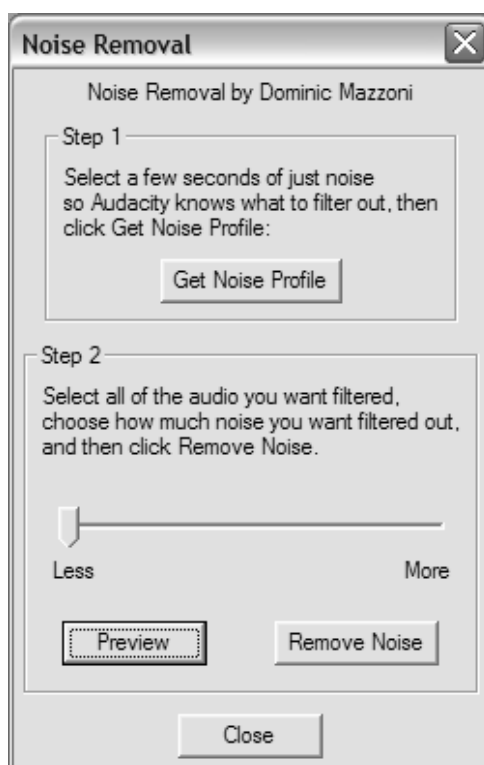 Noise Removal
Noise Removal by Dominic Mazzoni
Step 1
Select a few seconds of just noise
so Audacity knows what to filter out, then
click Get Noise Profile:
Get Noise Profile
Step 2
Select all of the audio you want filtered,
choose how much noise you want filtered out,
and then click Remove Noise.
Less More
Preview Remove Noise
Close